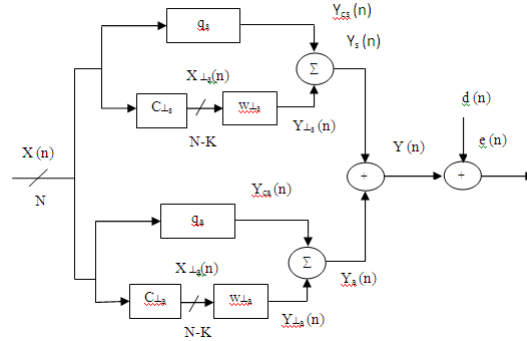 qs
Ycs (n)
Ys (n)
Σ
X⊥s(n)
C⊥s
w⊥s
N-K
Y⊥s (n)
d (n)
X (n)
N
Y (n)
e (n)
+
+
qa
Yca (n)
Σ
X⊥a(n)
C⊥a
w⊥a
Ya (n)
N-K
Y⊥a (n)